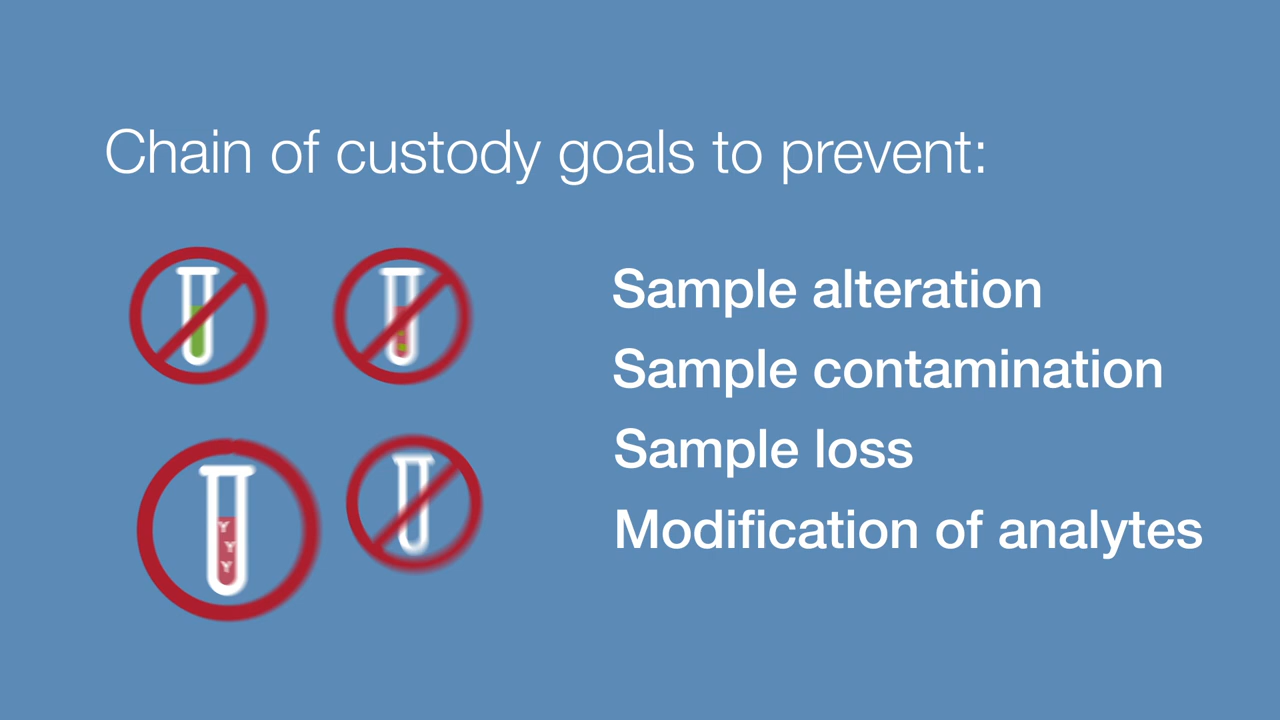 Chain of custody goals to prevent:
Sample alteration
Sample contamination
Sample loss
Modification of analytes